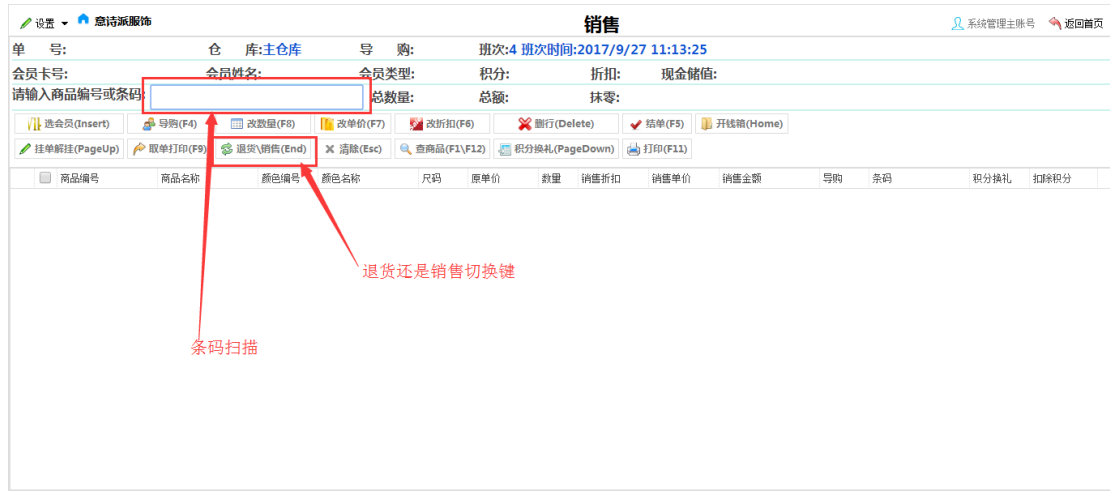 设置 意诗派服饰 销售 系统管理主账号 返回首页
单 号: 仓 库:主仓库 导 购: 班次:4 班次时间:2017/9/27 11:13:25
会员卡号: 会员姓名: 会员类型: 积分: 折扣: 现金储值:
请输入商品编号或条码: 总数量: 总额: 抹零:
选会员(Insert) 导购(F4) 改数量(F8) 改单价(F7) 改折扣(F6) 删行(Delete) 结单(F5) 开钱箱(Home)
挂单解挂(PageUp) 取单打印(F9) 退货\销售(End) 清除(Esc) 查商品(F1\F12) 积分换礼(PageDown) 打印(F11)
商品编号 商品名称 颜色编号 颜色名称 尺码 原单价 数量 销售折扣 销售单价 销售金额 导购 条码 积分换礼 扣除积分
退货还是销售切换键
条码扫描